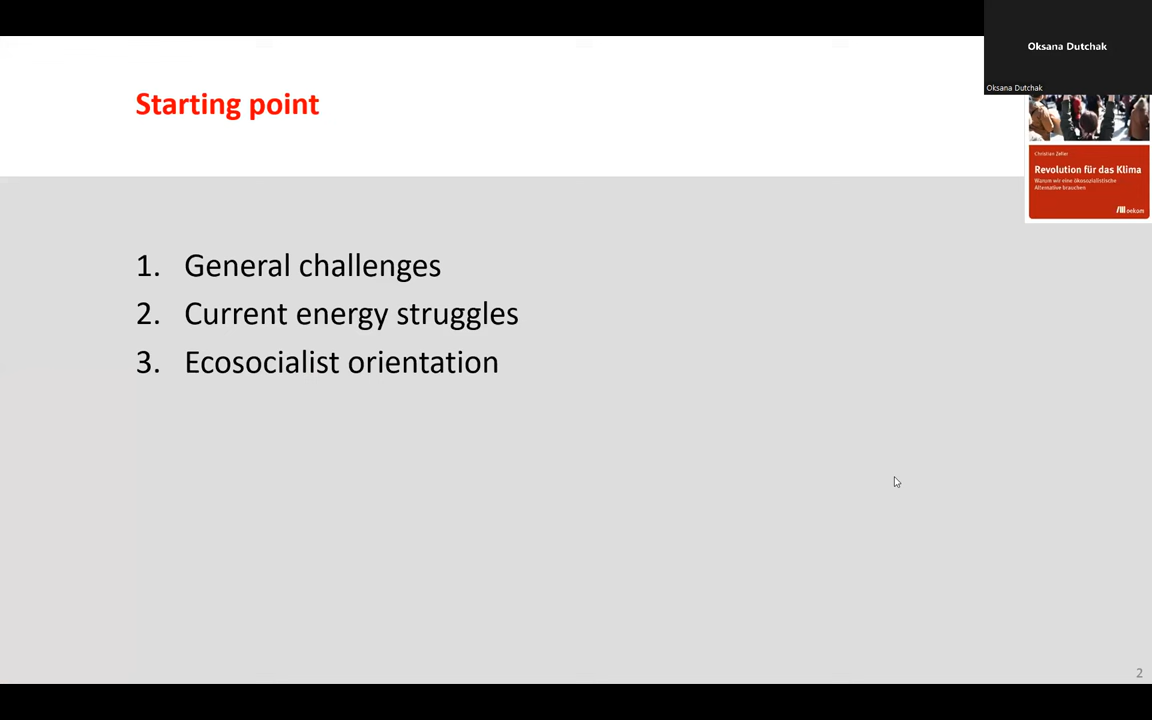 Oksana Dutchak
Oksana Dutchak
Starting point
Christian Zeller
Revolution für das Klima
Warum wir eine ökosozialistische
Alternative brauchen
oekom
1. General challenges
2. Current energy struggles
3. Ecosocialist orientation
2